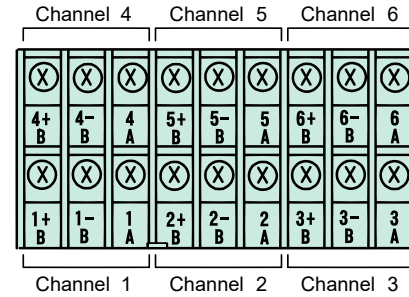 Channel 4 Channel 5 Channel 6
4+ 4- 4 5+ 5- 5 6+ 6- 6
B B A B B A B B A
1+ 1- 1 2+ 2- 2 3+ 3- 3
B B A B B A B B A
Channel 1 Channel 2 Channel 3